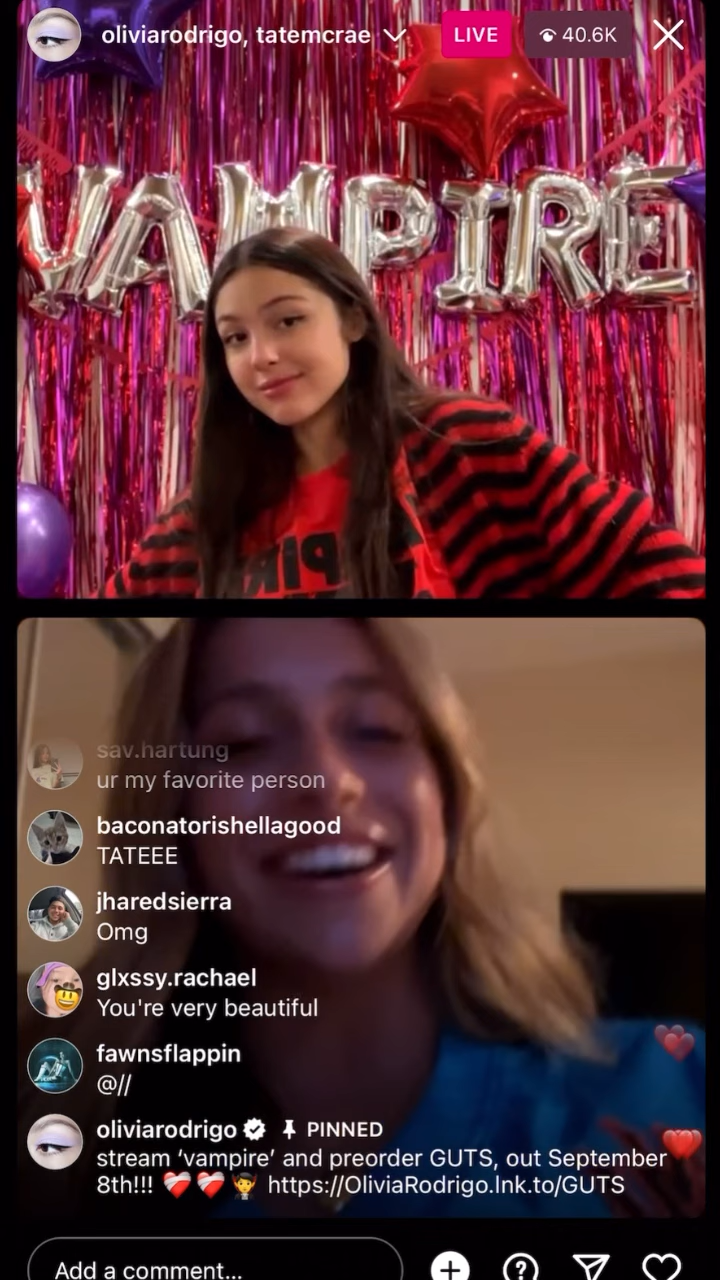 oliviarodrigo, tatemcrae
LIVE
40.6K
VAMPIRE
sav.hartung
ur my favorite person
baconatorishellagood
TATEEE
jharedsierra
Omg
glxssy.rachael
You're very beautiful
fawnsflappin
@//
oliviarodrigo PINNED
stream ‘vampire’ and preorder GUTS, out September
8th!!! ❤️‍🩹❤️‍🩹🧛‍♀️ https://OliviaRodrigo.lnk.to/GUTS
Add a comment...